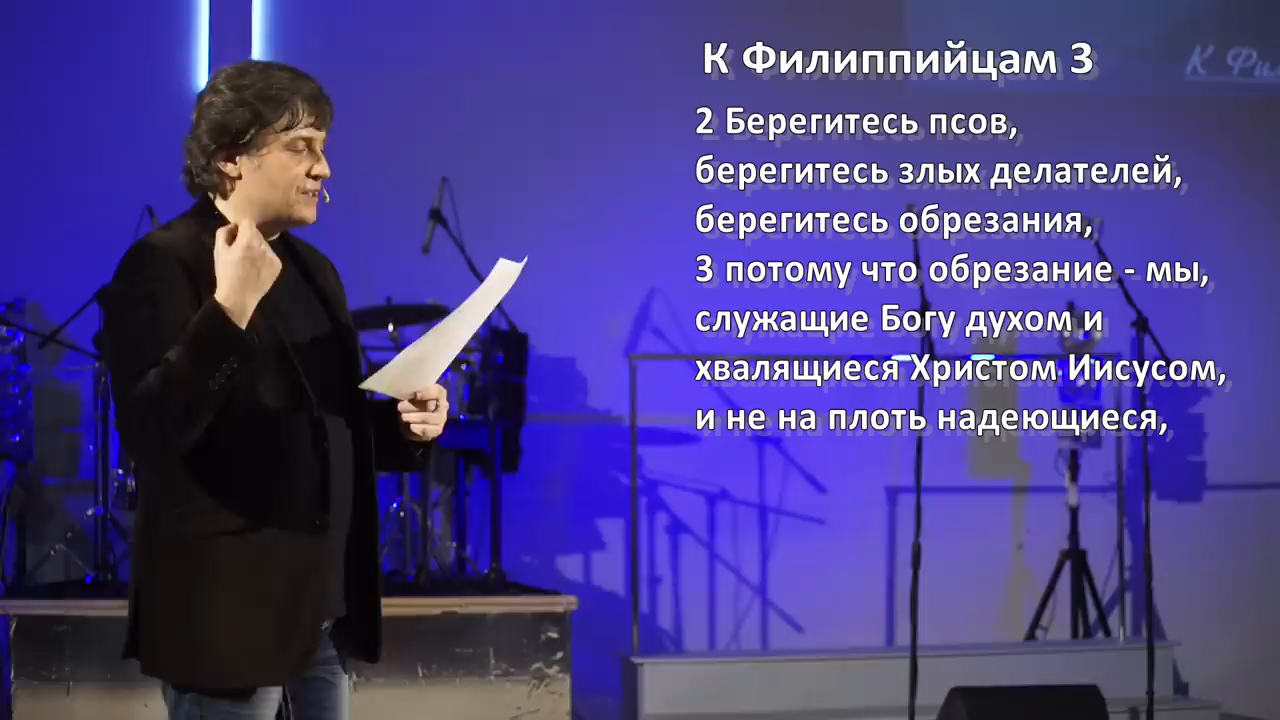 К Филиппийцам 3
К Фил
2 Берегитесь псов,
берегитесь злых делателей,
берегитесь обрезания,
3 потому что обрезание - мы,
служащие Богу духом и
хвалящиеся Христом Иисусом,
и не на плоть надеющиеся,